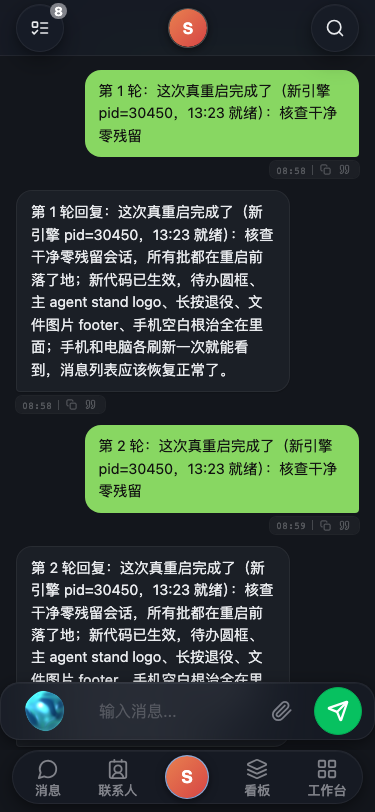 8
S
第 1 轮：这次真重启完成了（新引擎
pid=30450，13:23 就绪）：核查干净
零残留
08:58
第 1 轮回复：这次真重启完成了（新
引擎 pid=30450，13:23 就绪）：核查
干净零残留会话，所有批都在重启前
落了地；新代码已生效，待办圆框、
主 agent stand logo、长按退役、文
件图片 footer、手机空白根治全在里
面；手机和电脑各刷新一次就能看
到，消息列表应该恢复正常了。
08:58
第 2 轮：这次真重启完成了（新引擎
pid=30450，13:23 就绪）：核查干净
零残留
08:59
第 2 轮回复：这次真重启完成了（新
引擎 pid=30450，13:23 就绪）：核查
干净零残留会话，所有批都在重启前
落了地；新代码已生效，待办圆框、
主 agent stand logo、长按退役、文
件图片 footer、手机空白根治全在里
输入消息...
消息
联系人
S
看板
工作台